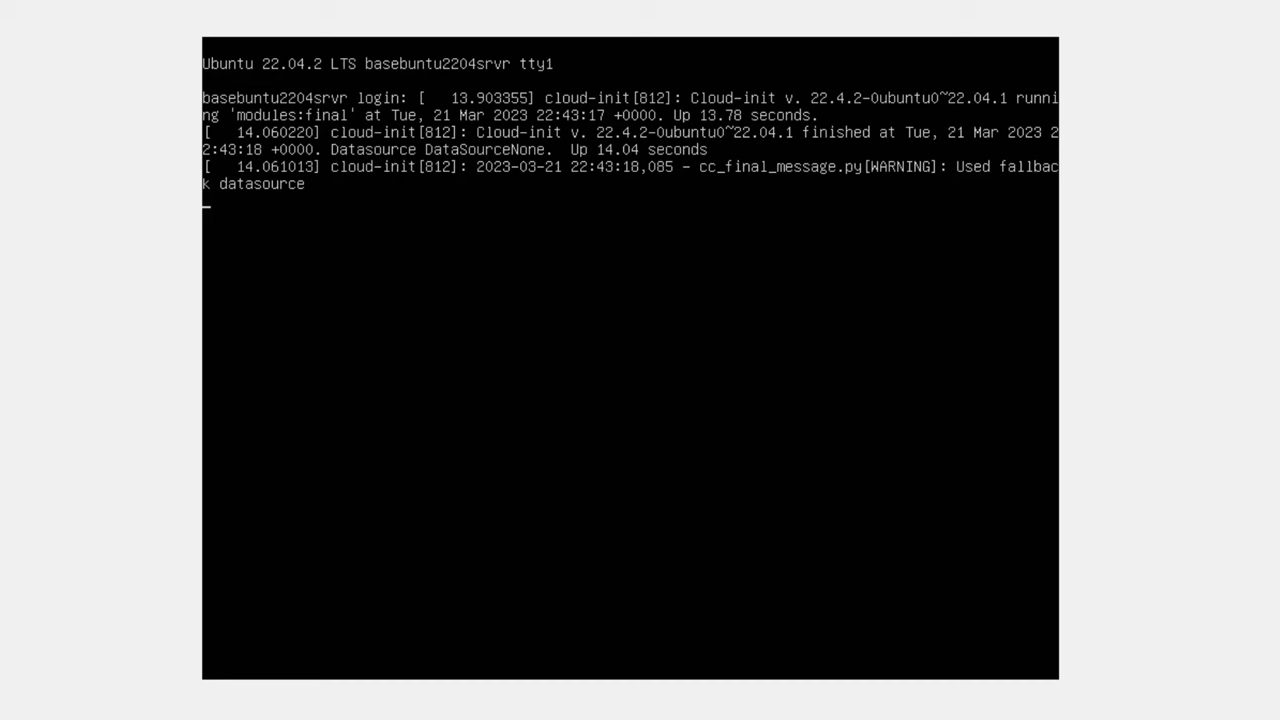 Ubuntu 22.04.2 LTS basebuntu2204srvr tty1
basebuntu2204srvr login: [   13.903355] cloud-init[812]: Cloud-init v. 22.4.2-0ubuntu0~22.04.1 runni
ng 'modules:final' at Tue, 21 Mar 2023 22:43:17 +0000. Up 13.78 seconds.
[   14.060220] cloud-init[812]: Cloud-init v. 22.4.2-0ubuntu0~22.04.1 finished at Tue, 21 Mar 2023 2
2:43:18 +0000. Datasource DataSourceNone.  Up 14.04 seconds
[   14.061013] cloud-init[812]: 2023-03-21 22:43:18,085 - cc_final_message.py[WARNING]: Used fallbac
k datasource